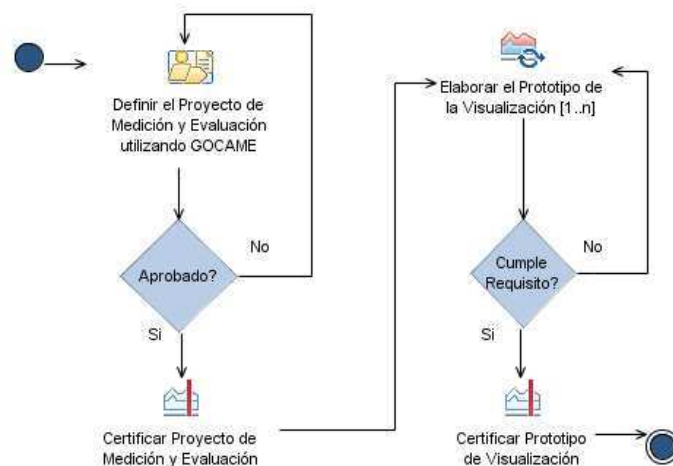 Definir el Proyecto de
Medición y Evaluación
utilizando GOCAME
Aprobado?
No
Si
Certificar Proyecto de
Medición y Evaluación
Elaborar el Prototipo de
la Visualización [1..n]
Cumple
Requisito?
No
Si
Certificar Prototipo
de Visualización